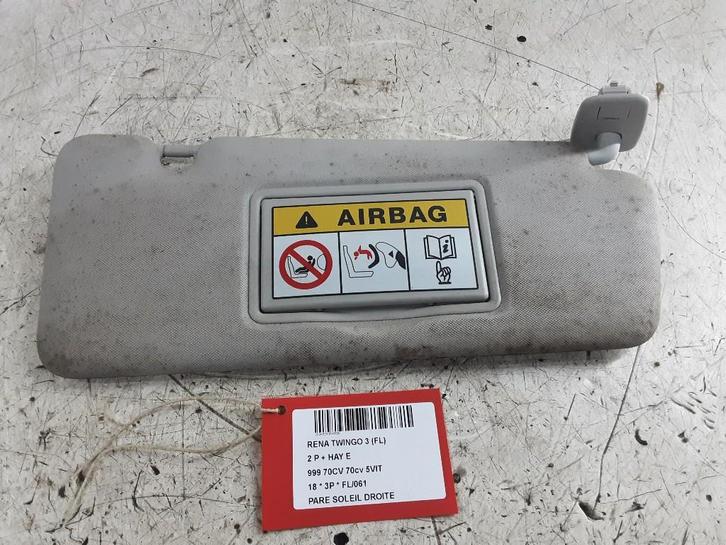 AIRBAG
RENA TWINGO 3 (FL)
2 P + HAY E
999 70CV 70cv 5VIT
18 * 3P * FL/061
PARE SOLEIL DROITE